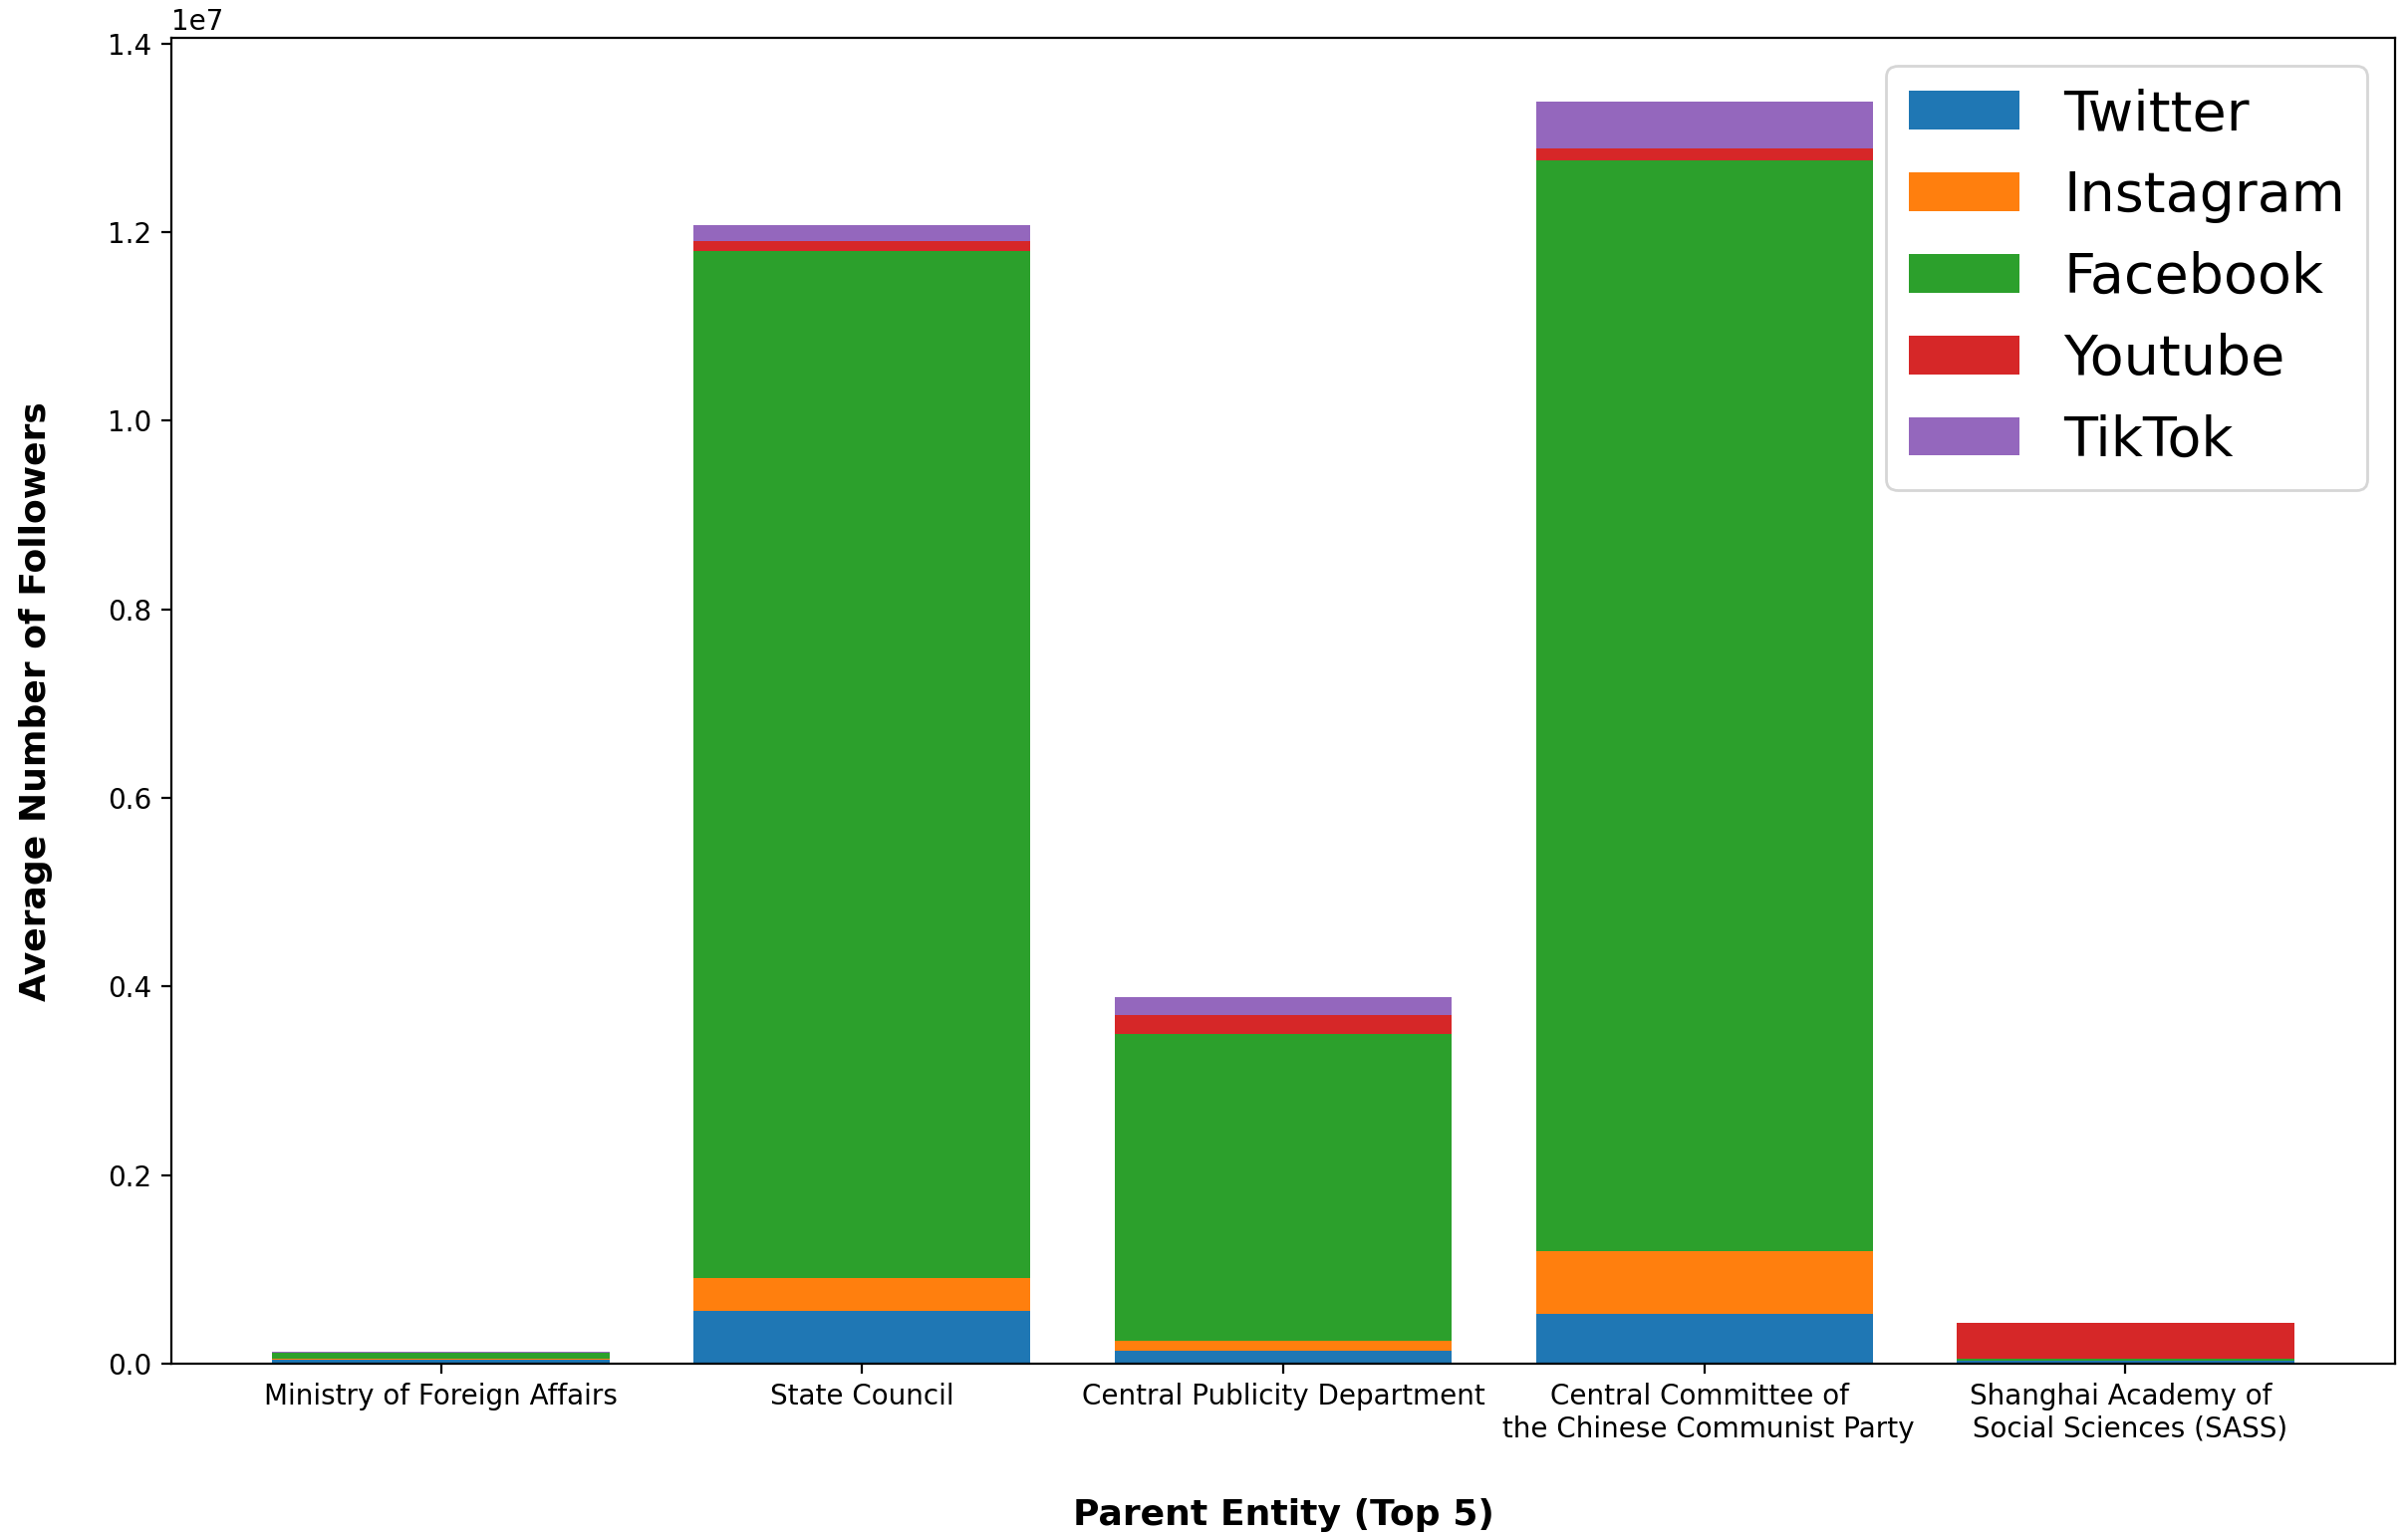 1e7
1.4
1.2
1.0
0.8
0.6
0.4
0.2
0.0
Average Number of Followers
Twitter
Instagram
Facebook
Youtube
TikTok
Ministry of Foreign Affairs
State Council
Central Publicity Department
Central Committee of
the Chinese Communist Party
Shanghai Academy of
Social Sciences (SASS)
Parent Entity (Top 5)